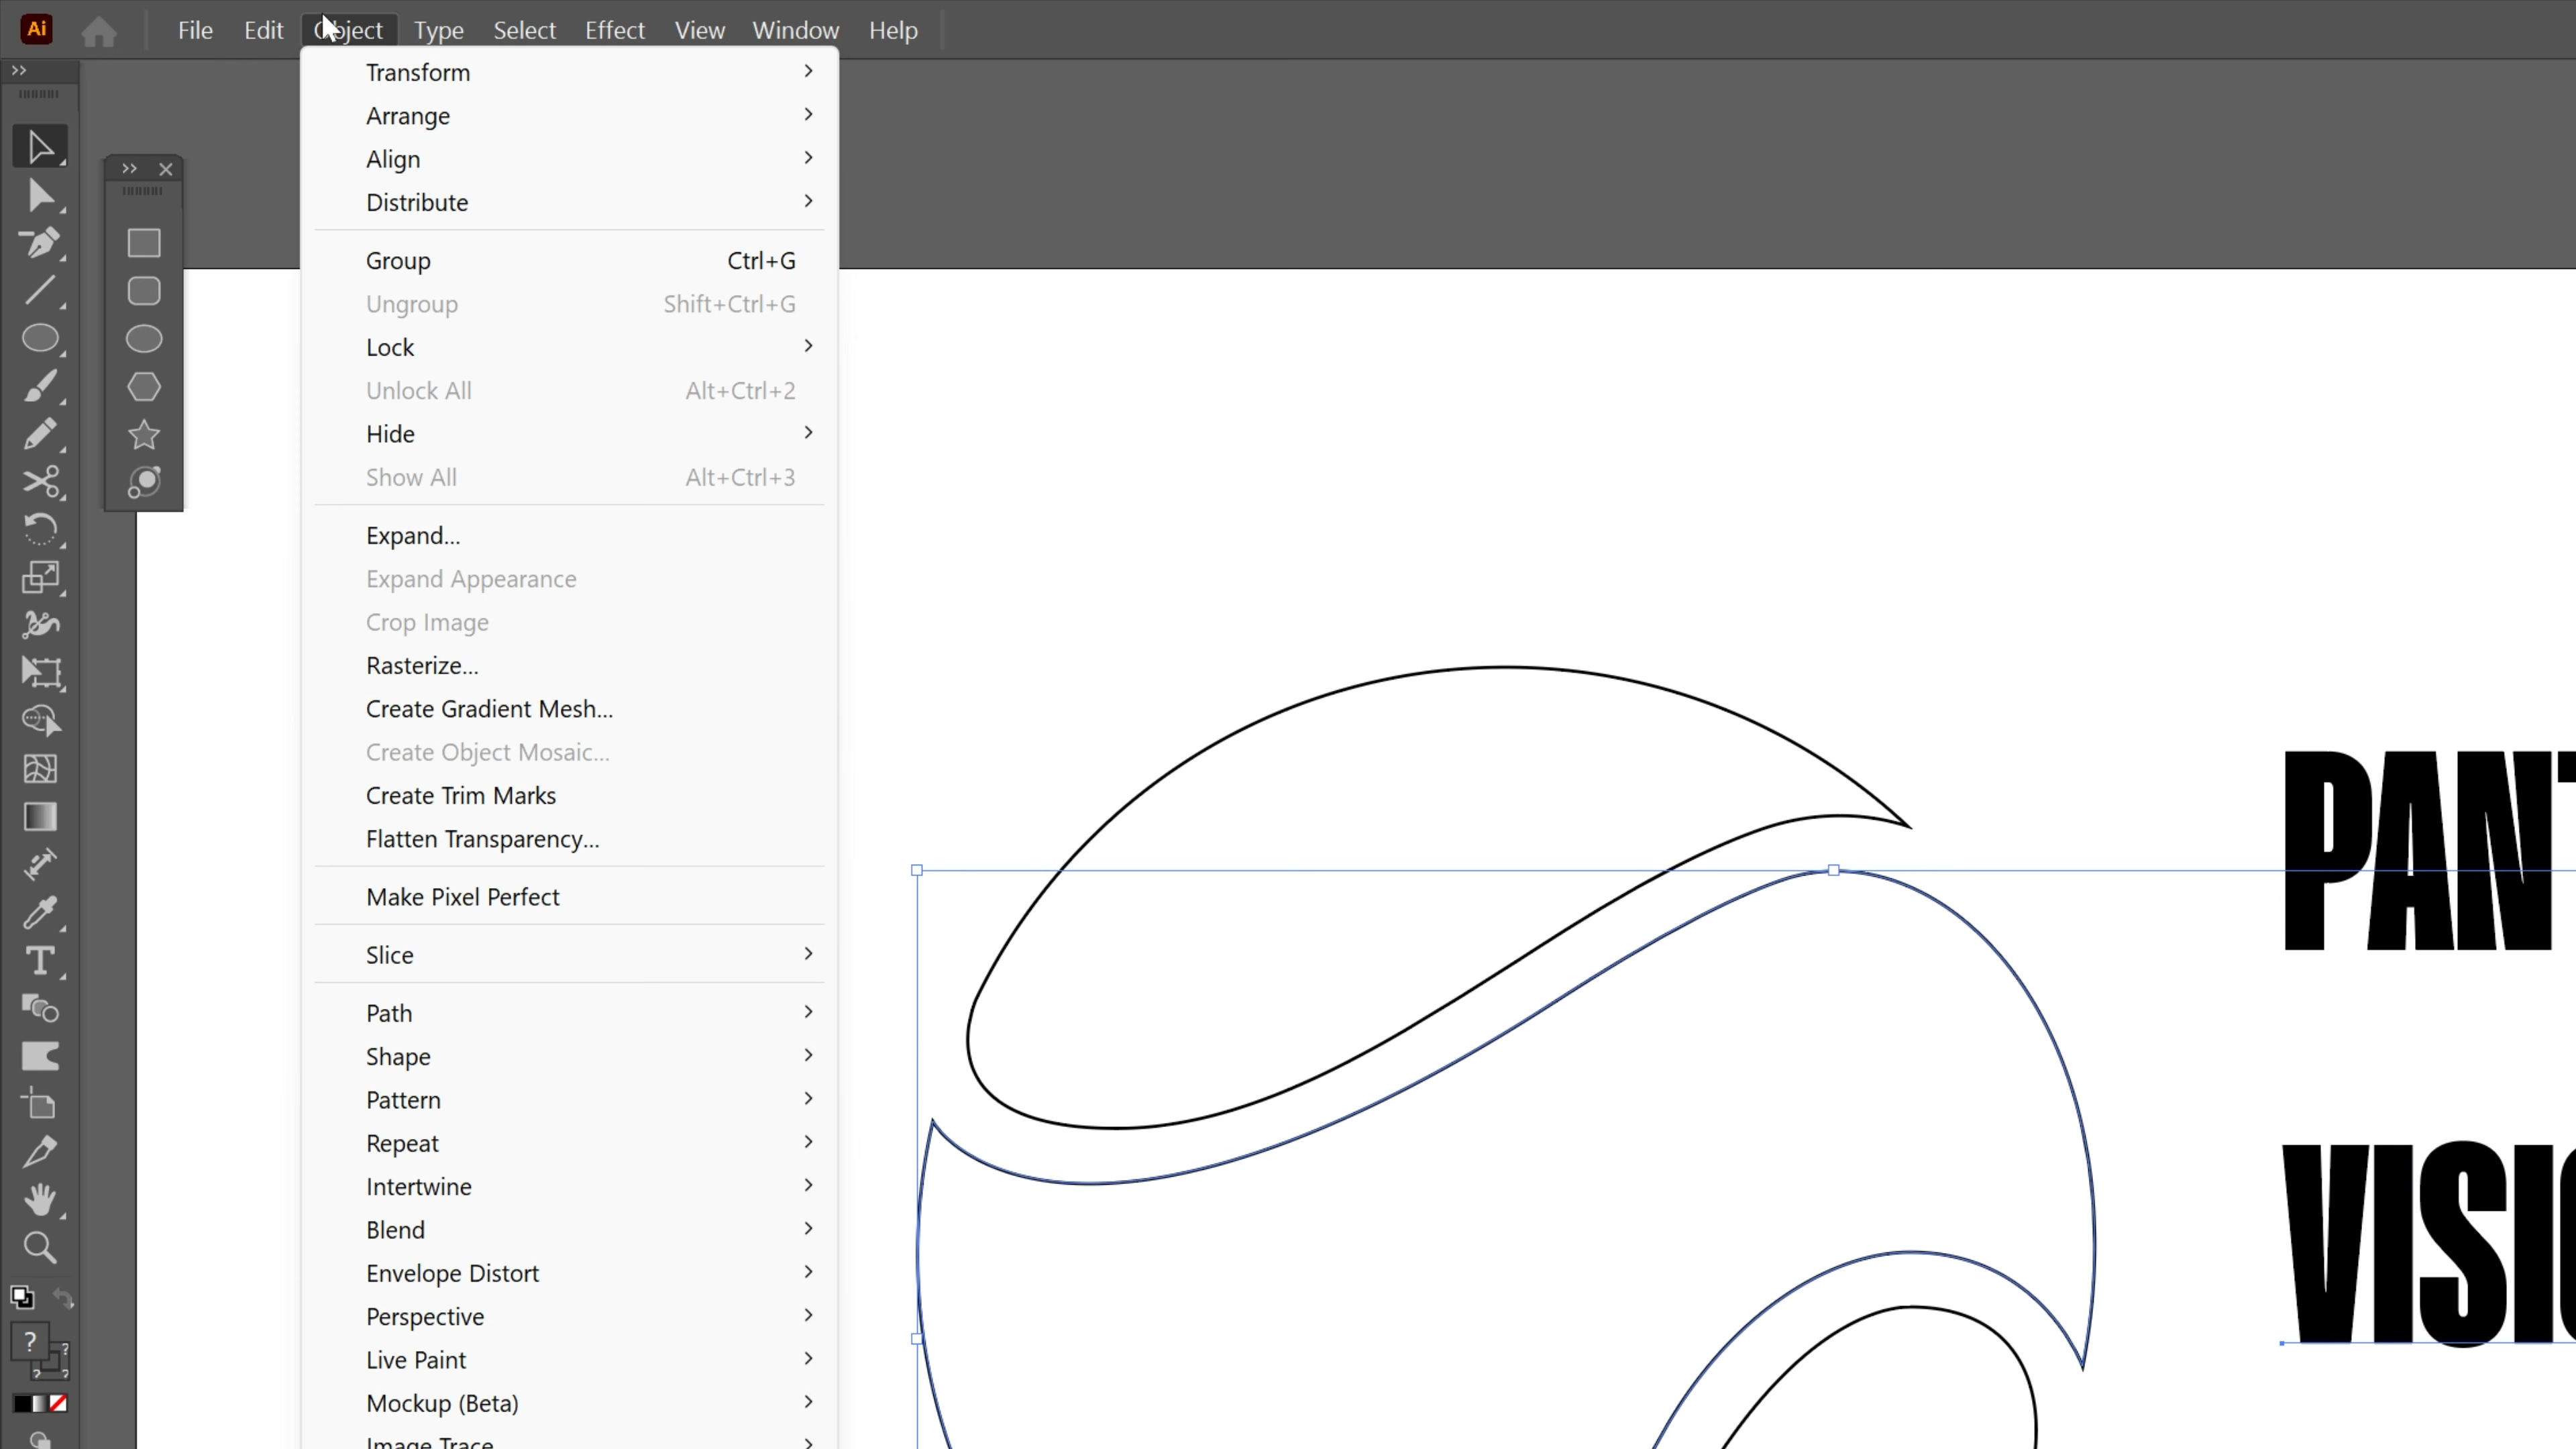 Ai File Edit Object Type Select Effect View Window Help
Transform
Arrange
Align
Distribute
Group Ctrl+G
Ungroup Shift+Ctrl+G
Lock
Unlock All Alt+Ctrl+2
Hide
Show All Alt+Ctrl+3
Expand...
Expand Appearance
Crop Image
Rasterize...
Create Gradient Mesh...
Create Object Mosaic...
Create Trim Marks
Flatten Transparency...
Make Pixel Perfect
Slice
Path
Shape
Pattern
Repeat
Intertwine
Blend
Envelope Distort
Perspective
Live Paint
Mockup (Beta)
Image Trace
PANT
VISIO